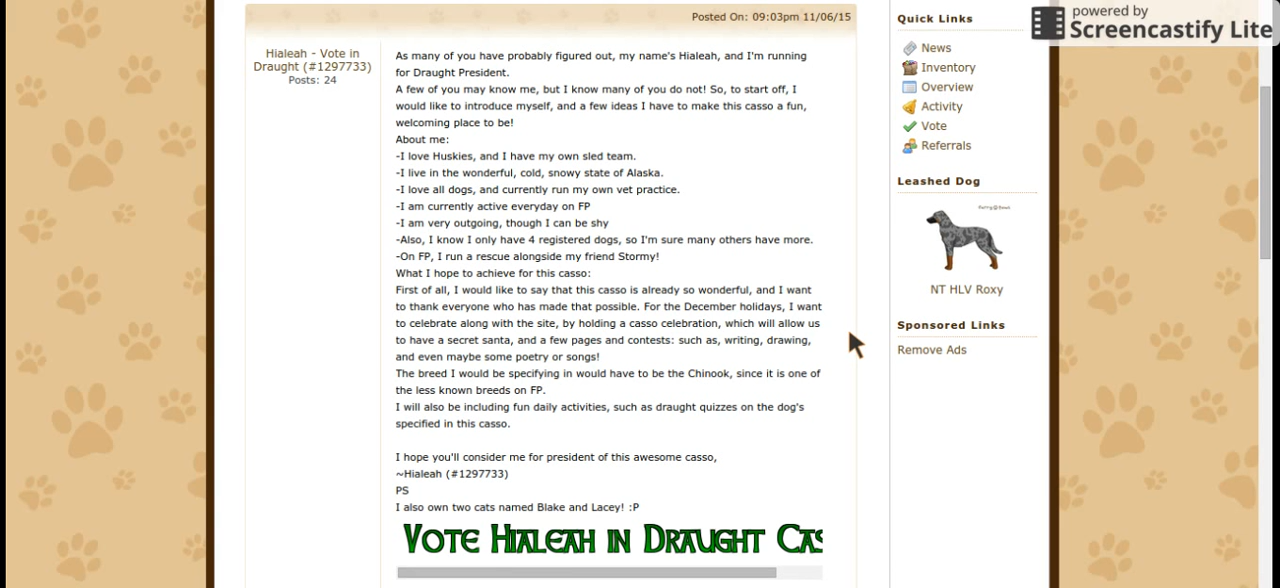 Posted On: 09:03pm 11/06/15
Hialeah - Vote in
Draught (#1297733)
Posts: 24
As many of you have probably figured out, my name's Hialeah, and I'm running
for Draught President.
A few of you may know me, but I know many of you do not! So, to start off, I
would like to introduce myself, and a few ideas I have to make this casso a fun,
welcoming place to be!
About me:
-I love Huskies, and I have my own sled team.
-I live in the wonderful, cold, snowy state of Alaska.
-I love all dogs, and currently run my own vet practice.
-I am currently active everyday on FP
-I am very outgoing, though I can be shy
-Also, I know I only have 4 registered dogs, so I'm sure many others have more.
-On FP, I run a rescue alongside my friend Stormy!
What I hope to achieve for this casso:
First of all, I would like to say that this casso is already so wonderful, and I want
to thank everyone who has made that possible. For the December holidays, I want
to celebrate along with the site, by holding a casso celebration, which will allow us
to have a secret santa, and a few pages and contests: such as, writing, drawing,
and even maybe some poetry or songs!
The breed I would be specifying in would have to be the Chinook, since it is one of
the less known breeds on FP.
I will also be including fun daily activities, such as draught quizzes on the dog's
specified in this casso.
I hope you'll consider me for president of this awesome casso,
~Hialeah (#1297733)
PS
I also own two cats named Blake and Lacey! :P
Vote Hialeah in Draught Cas
Quick Links
News
Inventory
Overview
Activity
Vote
Referrals
Leashed Dog
NT HLV Roxy
Sponsored Links
Remove Ads
powered by
Screencastify Lite